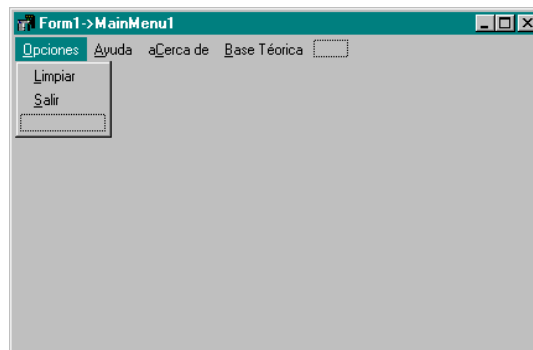 Form1->MainMenu1
Opciones Ayuda aCerca de Base Téorica
Limpiar
Salir